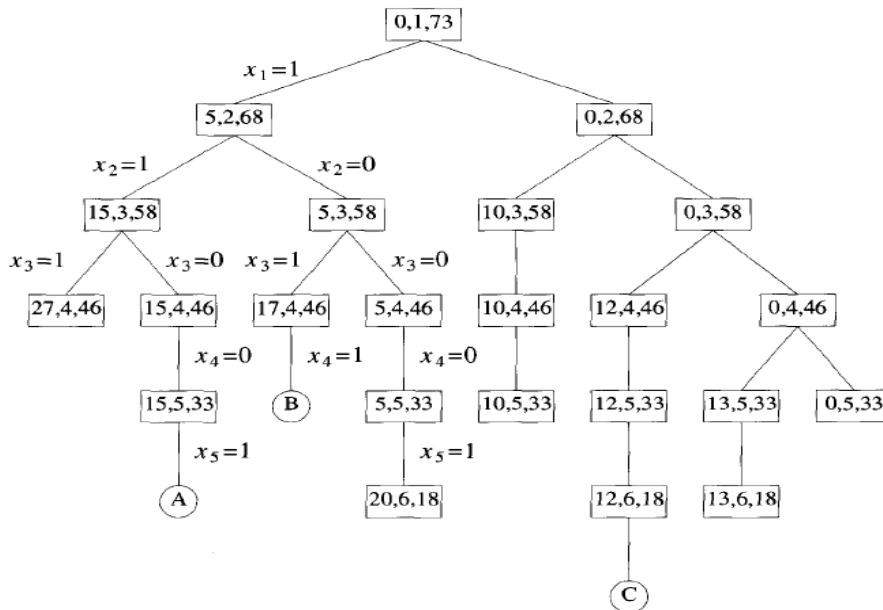 0,1,73
x1=1
5,2,68
0,2,68
x2=1
x2=0
15,3,58
5,3,58
10,3,58
0,3,58
x3=1
x3=0
x3=1
x3=0
27,4,46
15,4,46
17,4,46
5,4,46
10,4,46
12,4,46
0,4,46
x4=0
x4=1
x4=0
15,5,33
B
5,5,33
10,5,33
12,5,33
13,5,33
0,5,33
x5=1
x5=1
A
20,6,18
12,6,18
13,6,18
C